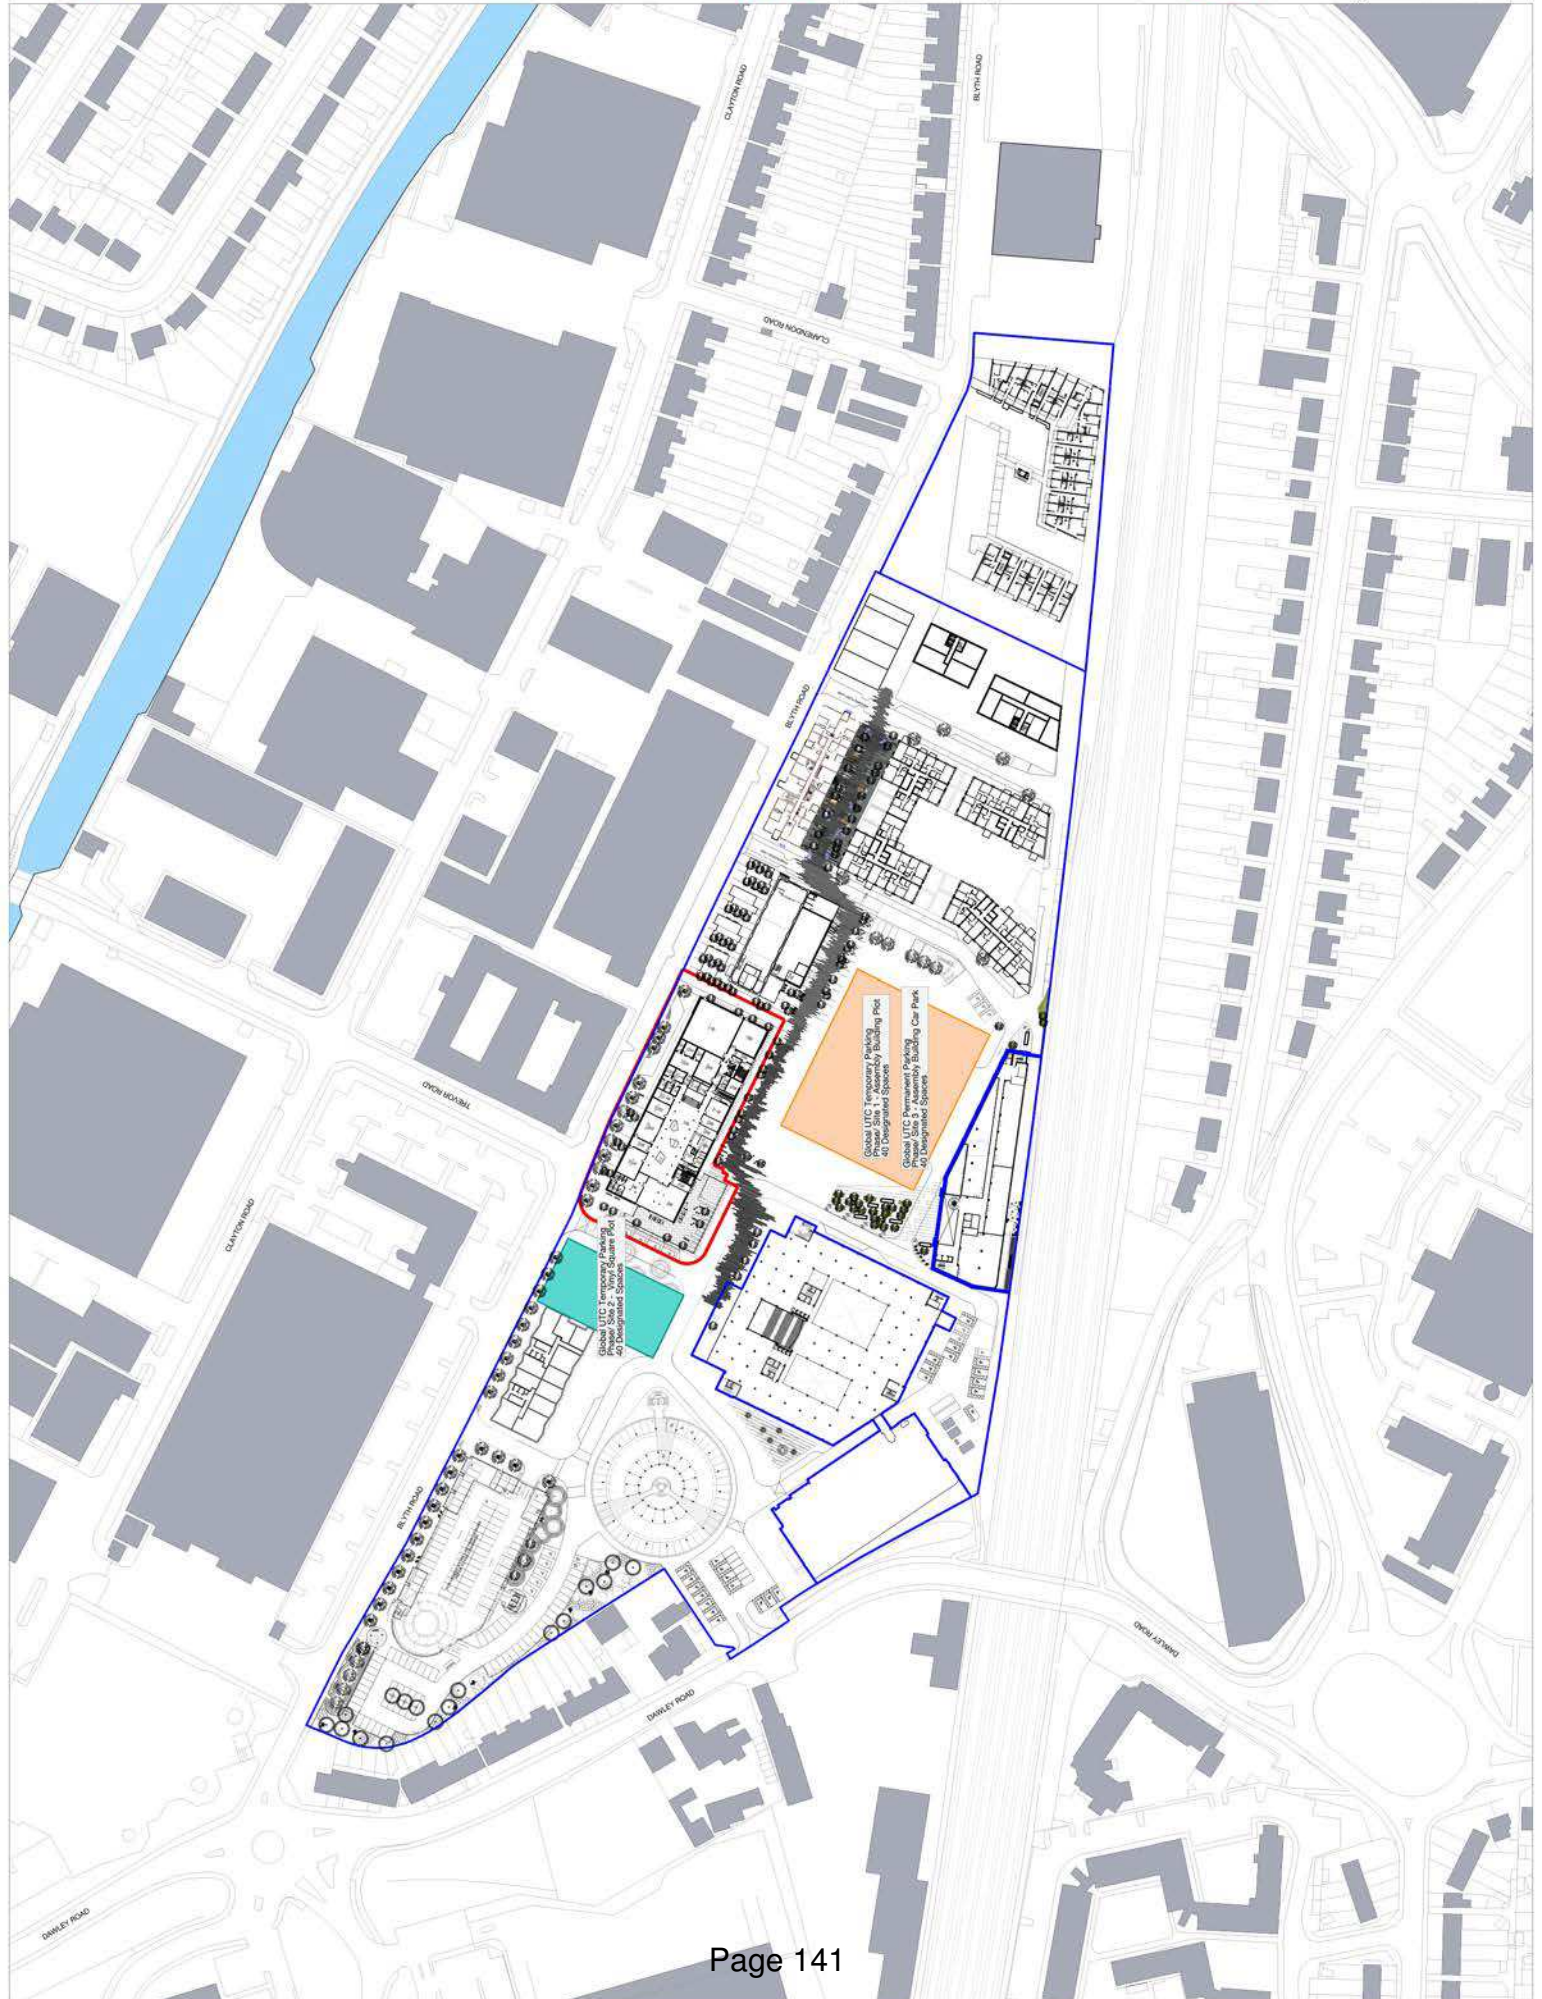 CLAYTON ROAD
BLYTH ROAD
CLARENDON ROAD
BLYTH ROAD
TREVOR ROAD
CLAYTON ROAD
Global UTC Temporary Parking
Phase/ Site 1 - Assembly Building Plot
40 Designated Spaces
Global UTC Permanent Parking
Phase/ Site 3 - Assembly Building Car Park
40 Designated Spaces
Global UTC Temporary Parking
Phase/ Site 2 - Vinyl Square Plot
40 Designated Spaces
BLYTH ROAD
DAWLEY ROAD
DAWLEY ROAD
DAWLEY ROAD
Page 141